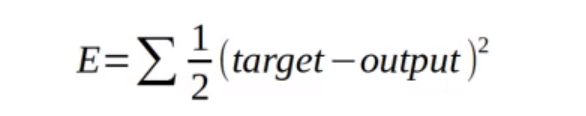 E=∑ 1/2 (target−output)²